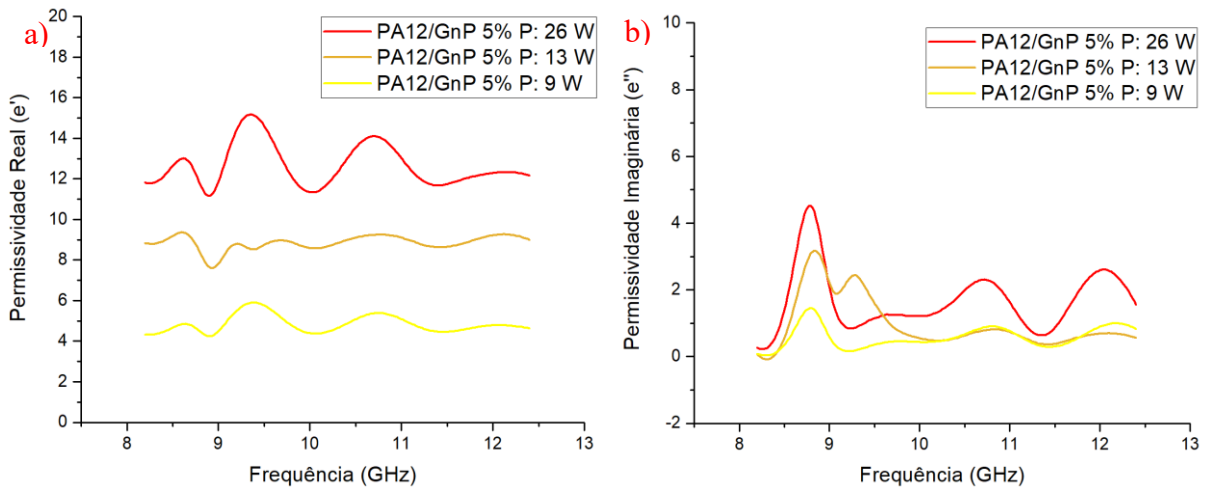 a)
Permissividade Real (e')
20
18
16
14
12
10
8
6
4
2
0
PA12/GnP 5% P: 26 W
PA12/GnP 5% P: 13 W
PA12/GnP 5% P: 9 W
8
9
10
11
12
13
Frequência (GHz)
b)
Permissividade Imaginária (e")
10
8
6
4
2
0
-2
PA12/GnP 5% P: 26 W
PA12/GnP 5% P: 13 W
PA12/GnP 5% P: 9 W
8
9
10
11
12
13
Frequência (GHz)